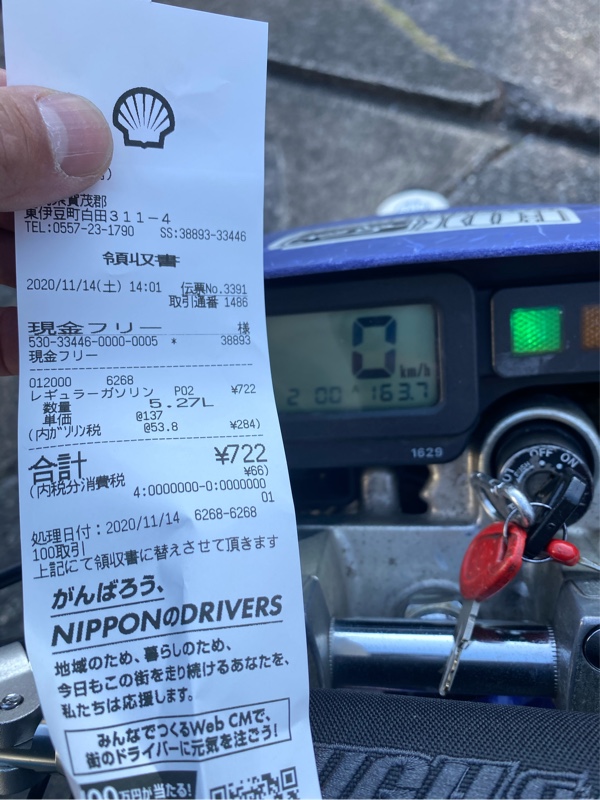 賀茂郡
東伊豆町白田311-4
TEL:0557-23-1790 SS:38893-33446
領収書
2020/11/14(土) 14:01 伝票No.3391
取引通番 1486
現金フリー 様
530-33446-0000-0005 * 38893
現金フリー
012000 6268
レギュラーガソリン P02 ¥722
数量 5.27L
単価 @137
(内ガソリン税 @53.8 ¥284)
合計 ¥722
(内税分消費税 ¥66)
4:0000000-0:0000000
01
処理日付:2020/11/14 6268-6268
100取引
上記にて領収書に替えさせて頂きます
がんばろう、
NIPPONのDRIVERS
地域のため、暮らしのため、
今日もこの街を走り続けるあなたを、
私たちは応援します。
みんなでつくるWeb CMで、
街のドライバーに元気を注ごう!
万円が当たる!
0 km/h
2 00 163.7
1629
OFF ON